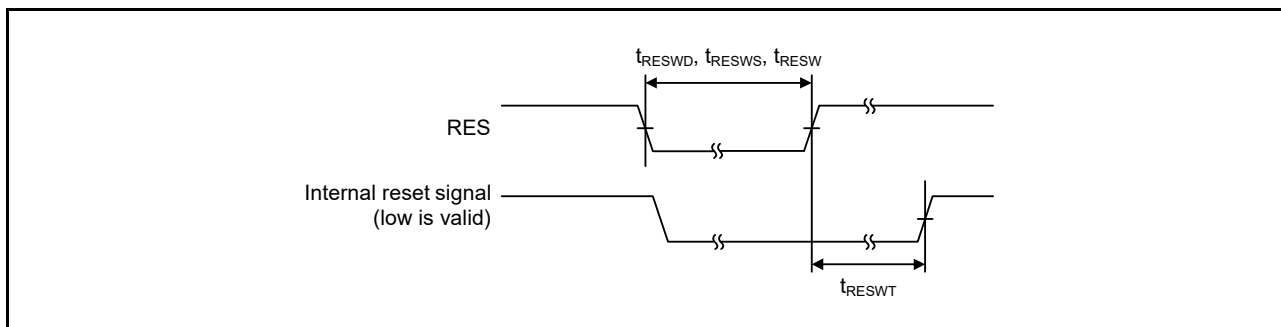 tRESWD, tRESWS, tRESW
RES
Internal reset signal
(low is valid)
tRESWT